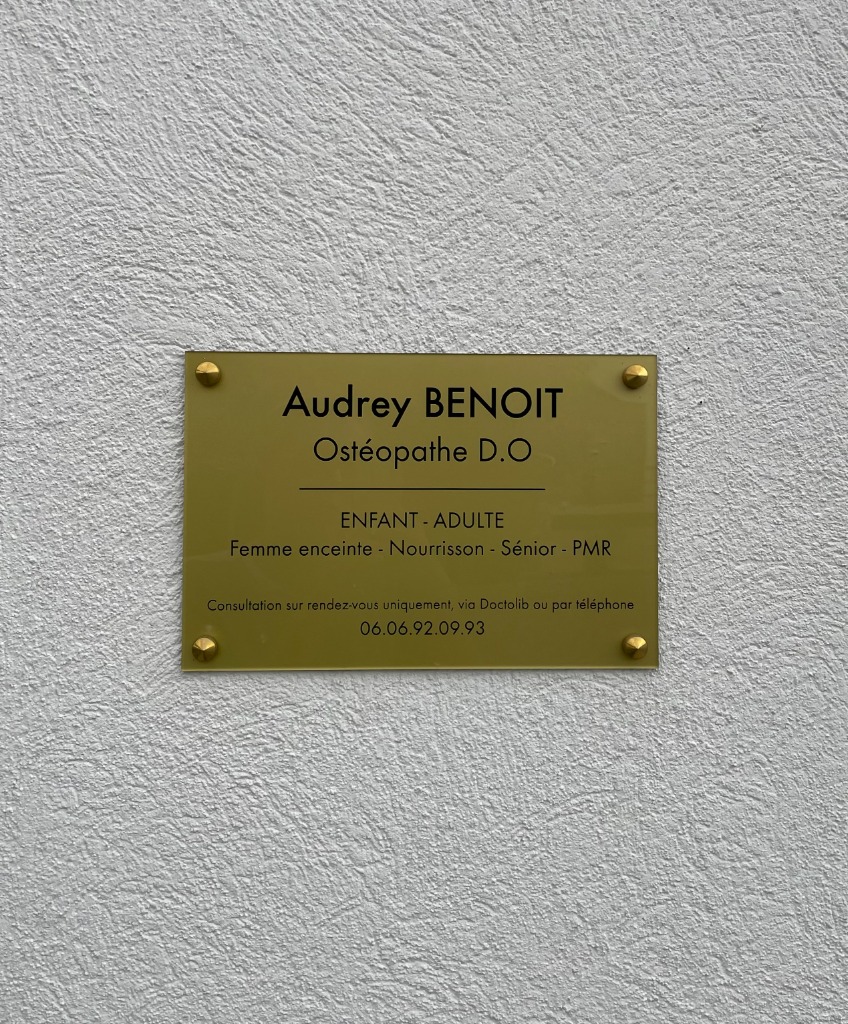 Audrey BENOIT
Ostéopathe D.O
ENFANT - ADULTE
Femme enceinte - Nourrisson - Sénior - PMR
Consultation sur rendez-vous uniquement, via Doctolib ou par téléphone
06.06.92.09.93